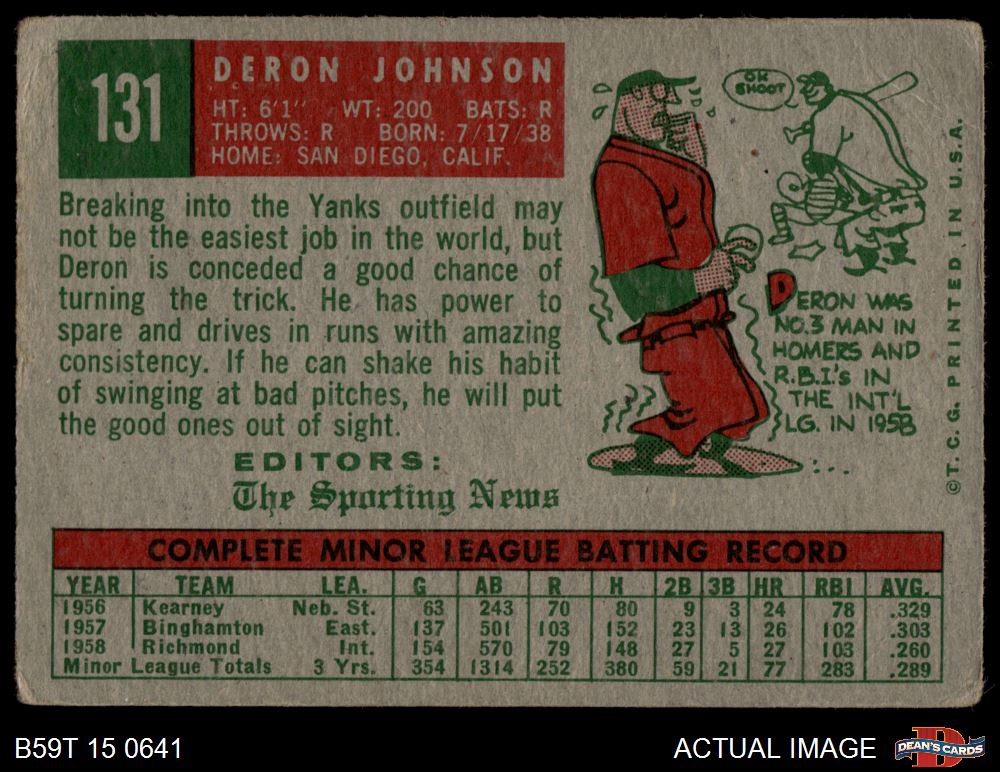 131
DERON JOHNSON
HT: 6'1" WT: 200 BATS: R
THROWS: R BORN: 7/17/38
HOME: SAN DIEGO, CALIF.
Breaking into the Yanks outfield may
not be the easiest job in the world, but
Deron is conceded a good chance of
turning the trick. He has power to
spare and drives in runs with amazing
consistency. If he can shake his habit
of swinging at bad pitches, he will put
the good ones out of sight.
EDITORS:
The Sporting News
OK
SHOOT
DERON WAS
NO.3 MAN IN
HOMERS AND
R.B.I.'s IN
THE INT'L
LG. IN 1958
©T.C.G. PRINTED IN U.S.A.
COMPLETE MINOR LEAGUE BATTING RECORD
YEAR TEAM LEA. G AB R H 2B 3B HR RBI AVG.
1956 Kearney Neb. St. 63 243 70 80 9 3 24 78 .329
1957 Binghamton East. 137 501 103 152 23 13 26 102 .303
1958 Richmond Int. 154 570 79 148 27 5 27 103 .260
Minor League Totals 3 Yrs. 354 1314 252 380 59 21 77 283 .289
B59T 15 0641
ACTUAL IMAGE
DEAN'S CARDS